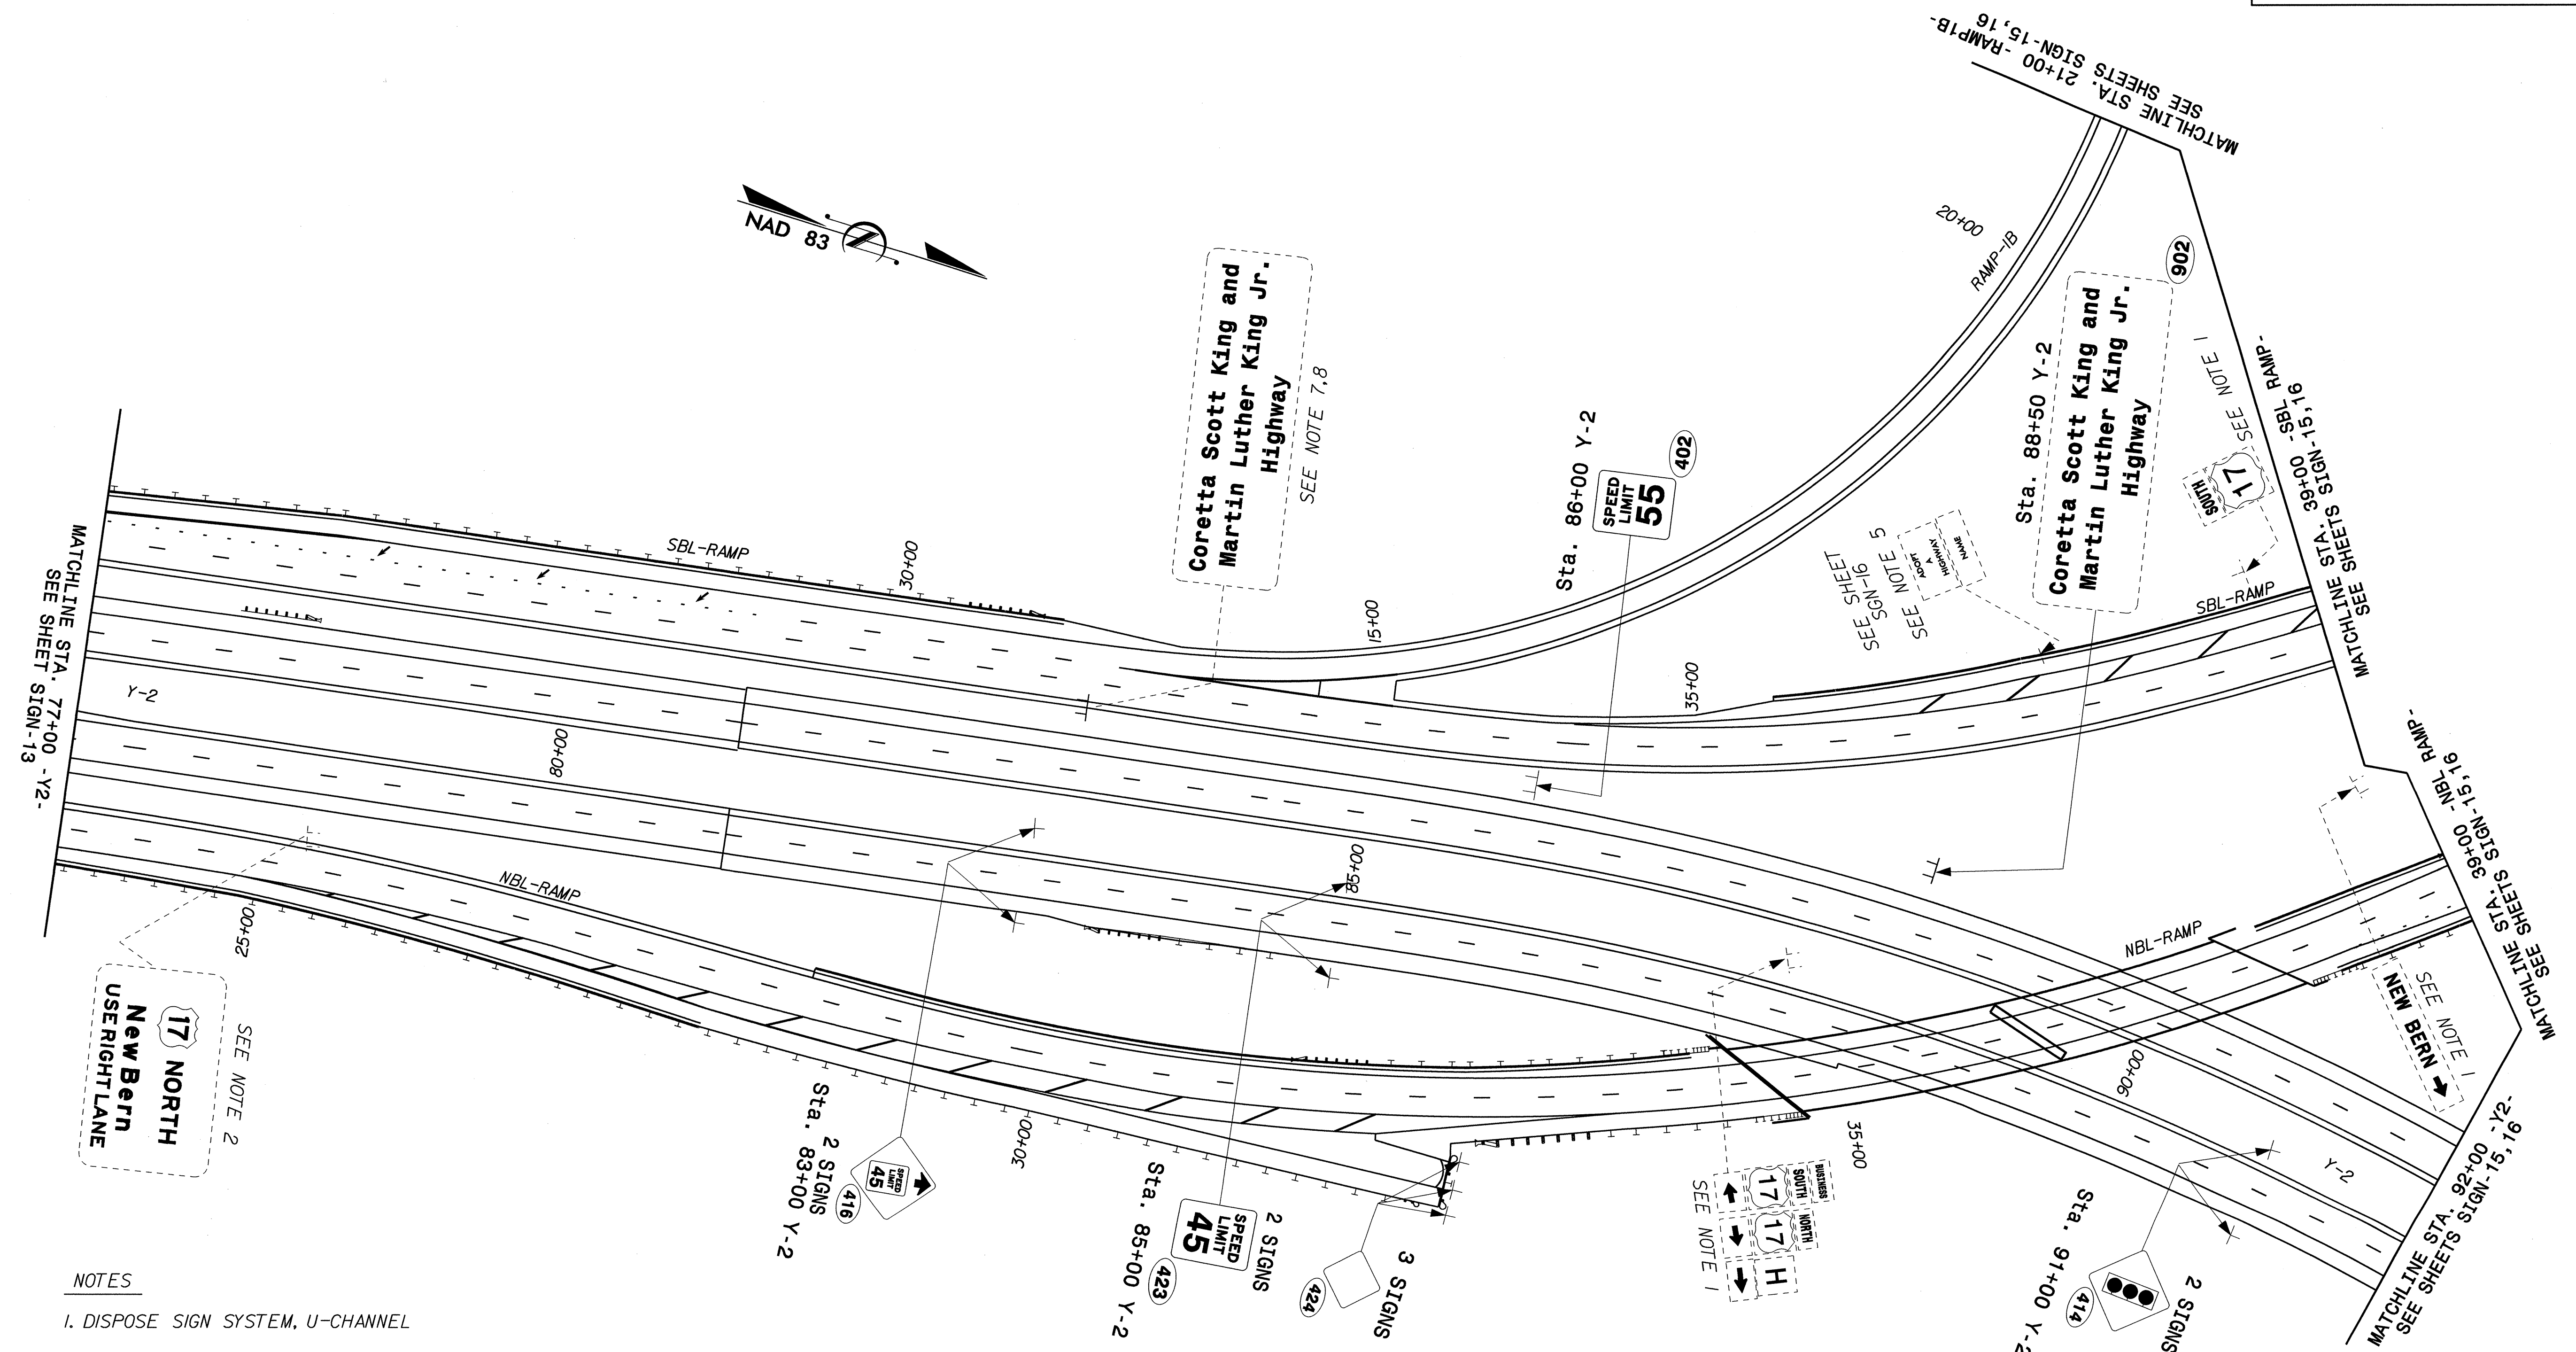 MATCHLINE STA. 21+00 -RAMP1B-
SEE SHEETS SIGN-15,16
NAD 83
20+00
RAMP-1B
902
Coretta Scott King and
Martin Luther King Jr.
Highway
SEE NOTE 7,8
Sta. 86+00 Y-2
SPEED
LIMIT
55
402
Sta. 88+50 Y-2
Coretta Scott King and
Martin Luther King Jr.
Highway
SEE NOTE 1
SOUTH
17
MATCHLINE STA. 39+00 -SBL RAMP-
SEE SHEETS SIGN-15,16
SEE SHEET
SGN-16
SEE NOTE 5
ADOPT
A
HIGHWAY
NAME
MATCHLINE STA. 77+00 -Y2-
SEE SHEET SIGN-13
SBL-RAMP
30+00
15+00
35+00
SBL-RAMP
Y-2
80+00
85+00
NBL-RAMP
25+00
NBL-RAMP
MATCHLINE STA. 39+00 -NBL RAMP-
SEE SHEETS SIGN-15,16
17 NORTH
New Bern
USE RIGHT LANE
SEE NOTE 2
30+00
35+00
90+00
Y-2
SEE NOTE 1
NEW BERN
2 SIGNS
Sta. 83+00 Y-2
416
SPEED
LIMIT
45
2 SIGNS
Sta. 85+00 Y-2
423
SPEED
LIMIT
45
3 SIGNS
424
BUSINESS
SOUTH
17
NORTH
17
H
SEE NOTE 1
2 SIGNS
Sta. 91+00 Y-2
414
MATCHLINE STA. 92+00 -Y2-
SEE SHEETS SIGN-15,16
NOTES
1. DISPOSE SIGN SYSTEM, U-CHANNEL